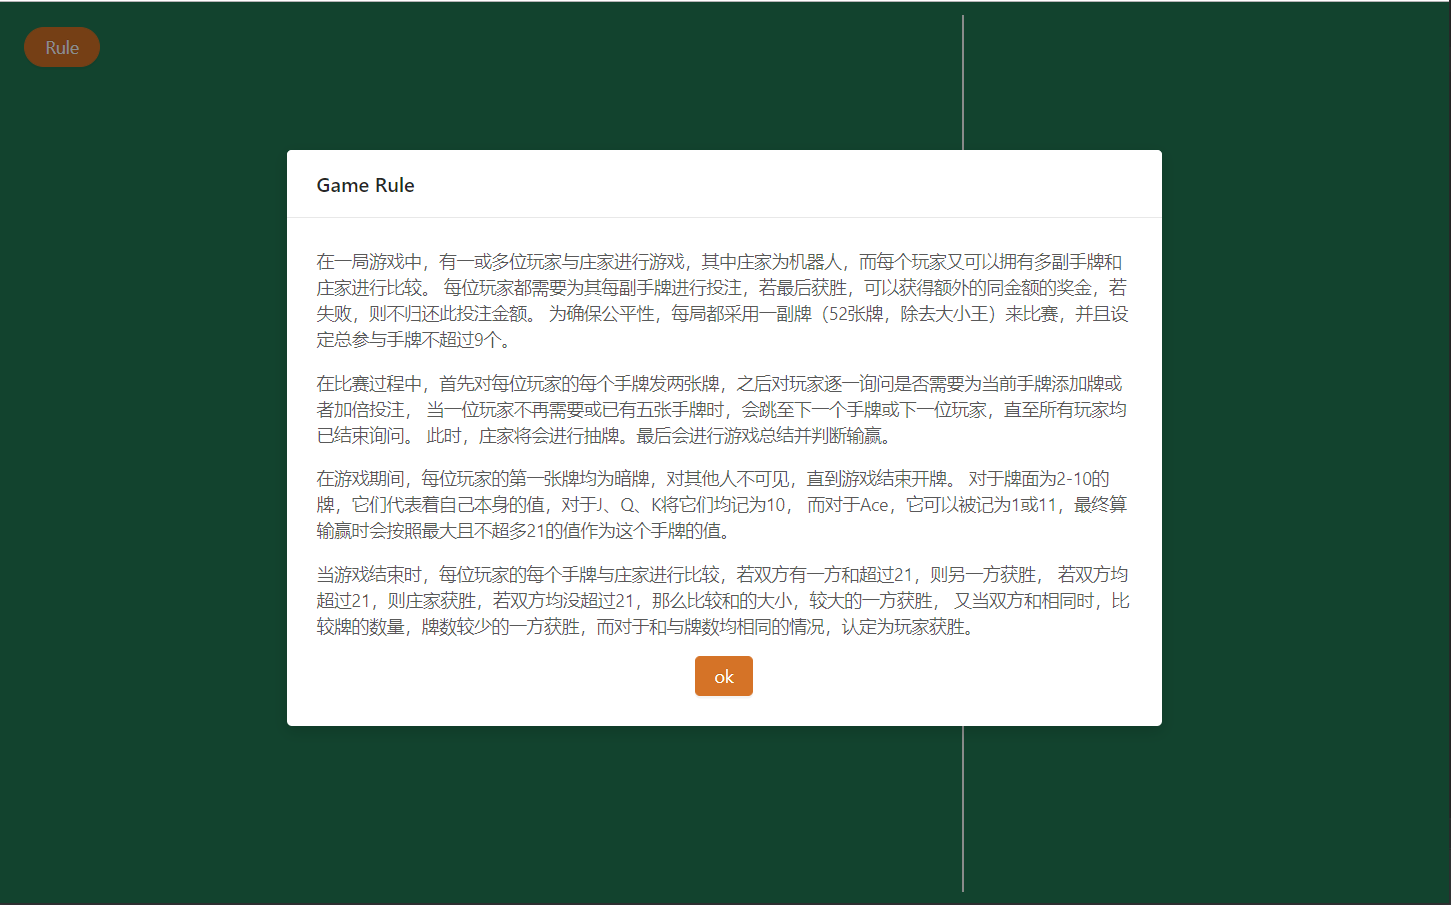 Rule
Game Rule
在一局游戏中，有一或多位玩家与庄家进行游戏，其中庄家为机器人，而每个玩家又可以拥有多副手牌和
庄家进行比较。 每位玩家都需要为其每副手牌进行投注，若最后获胜，可以获得额外的同金额的奖金，若
失败，则不归还此投注金额。 为确保公平性，每局都采用一副牌（52张牌，除去大小王）来比赛，并且设
定总参与手牌不超过9个。
在比赛过程中，首先对每位玩家的每个手牌发两张牌，之后对玩家逐一询问是否需要为当前手牌添加牌或
者加倍投注， 当一位玩家不再需要或已有五张手牌时，会跳至下一个手牌或下一位玩家，直至所有玩家均
已结束询问。 此时，庄家将会进行抽牌。最后会进行游戏总结并判断输赢。
在游戏期间，每位玩家的第一张牌均为暗牌，对其他人不可见，直到游戏结束开牌。 对于牌面为2-10的
牌，它们代表着自己本身的值，对于J、Q、K将它们均记为10， 而对于Ace，它可以被记为1或11，最终算
输赢时会按照最大且不超多21的值作为这个手牌的值。
当游戏结束时，每位玩家的每个手牌与庄家进行比较，若双方有一方和超过21，则另一方获胜， 若双方均
超过21，则庄家获胜，若双方均没超过21，那么比较和的大小，较大的一方获胜， 又当双方和相同时，比
较牌的数量，牌数较少的一方获胜，而对于和与牌数均相同的情况，认定为玩家获胜。
ok